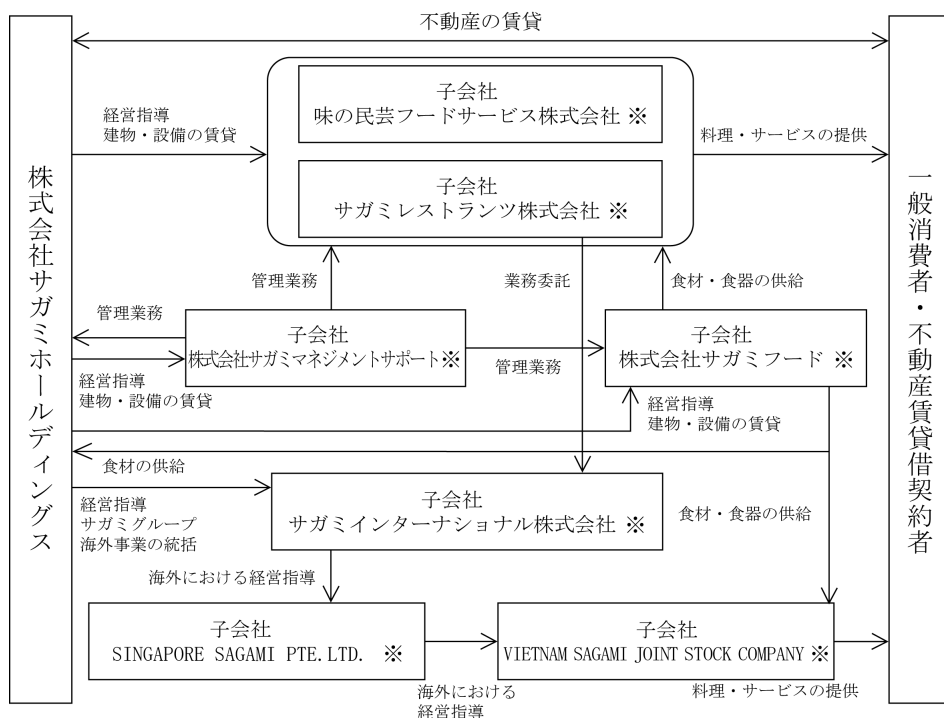 不動産の賃貸
株式会社サガミホールディングス
一般消費者・不動産賃貸借契約者
子会社
味の民芸フードサービス株式会社 ※
経営指導
建物・設備の賃貸
料理・サービスの提供
子会社
サガミレストランツ株式会社 ※
管理業務
業務委託
食材・食器の供給
管理業務
子会社
株式会社サガミマネジメントサポート※
管理業務
子会社
株式会社サガミフード ※
経営指導
建物・設備の賃貸
経営指導
建物・設備の賃貸
食材の供給
経営指導
サガミグループ
海外事業の統括
子会社
サガミインターナショナル株式会社 ※
食材・食器の供給
海外における経営指導
子会社
SINGAPORE SAGAMI PTE.LTD. ※
子会社
VIETNAM SAGAMI JOINT STOCK COMPANY ※
海外における
経営指導
料理・サービスの提供